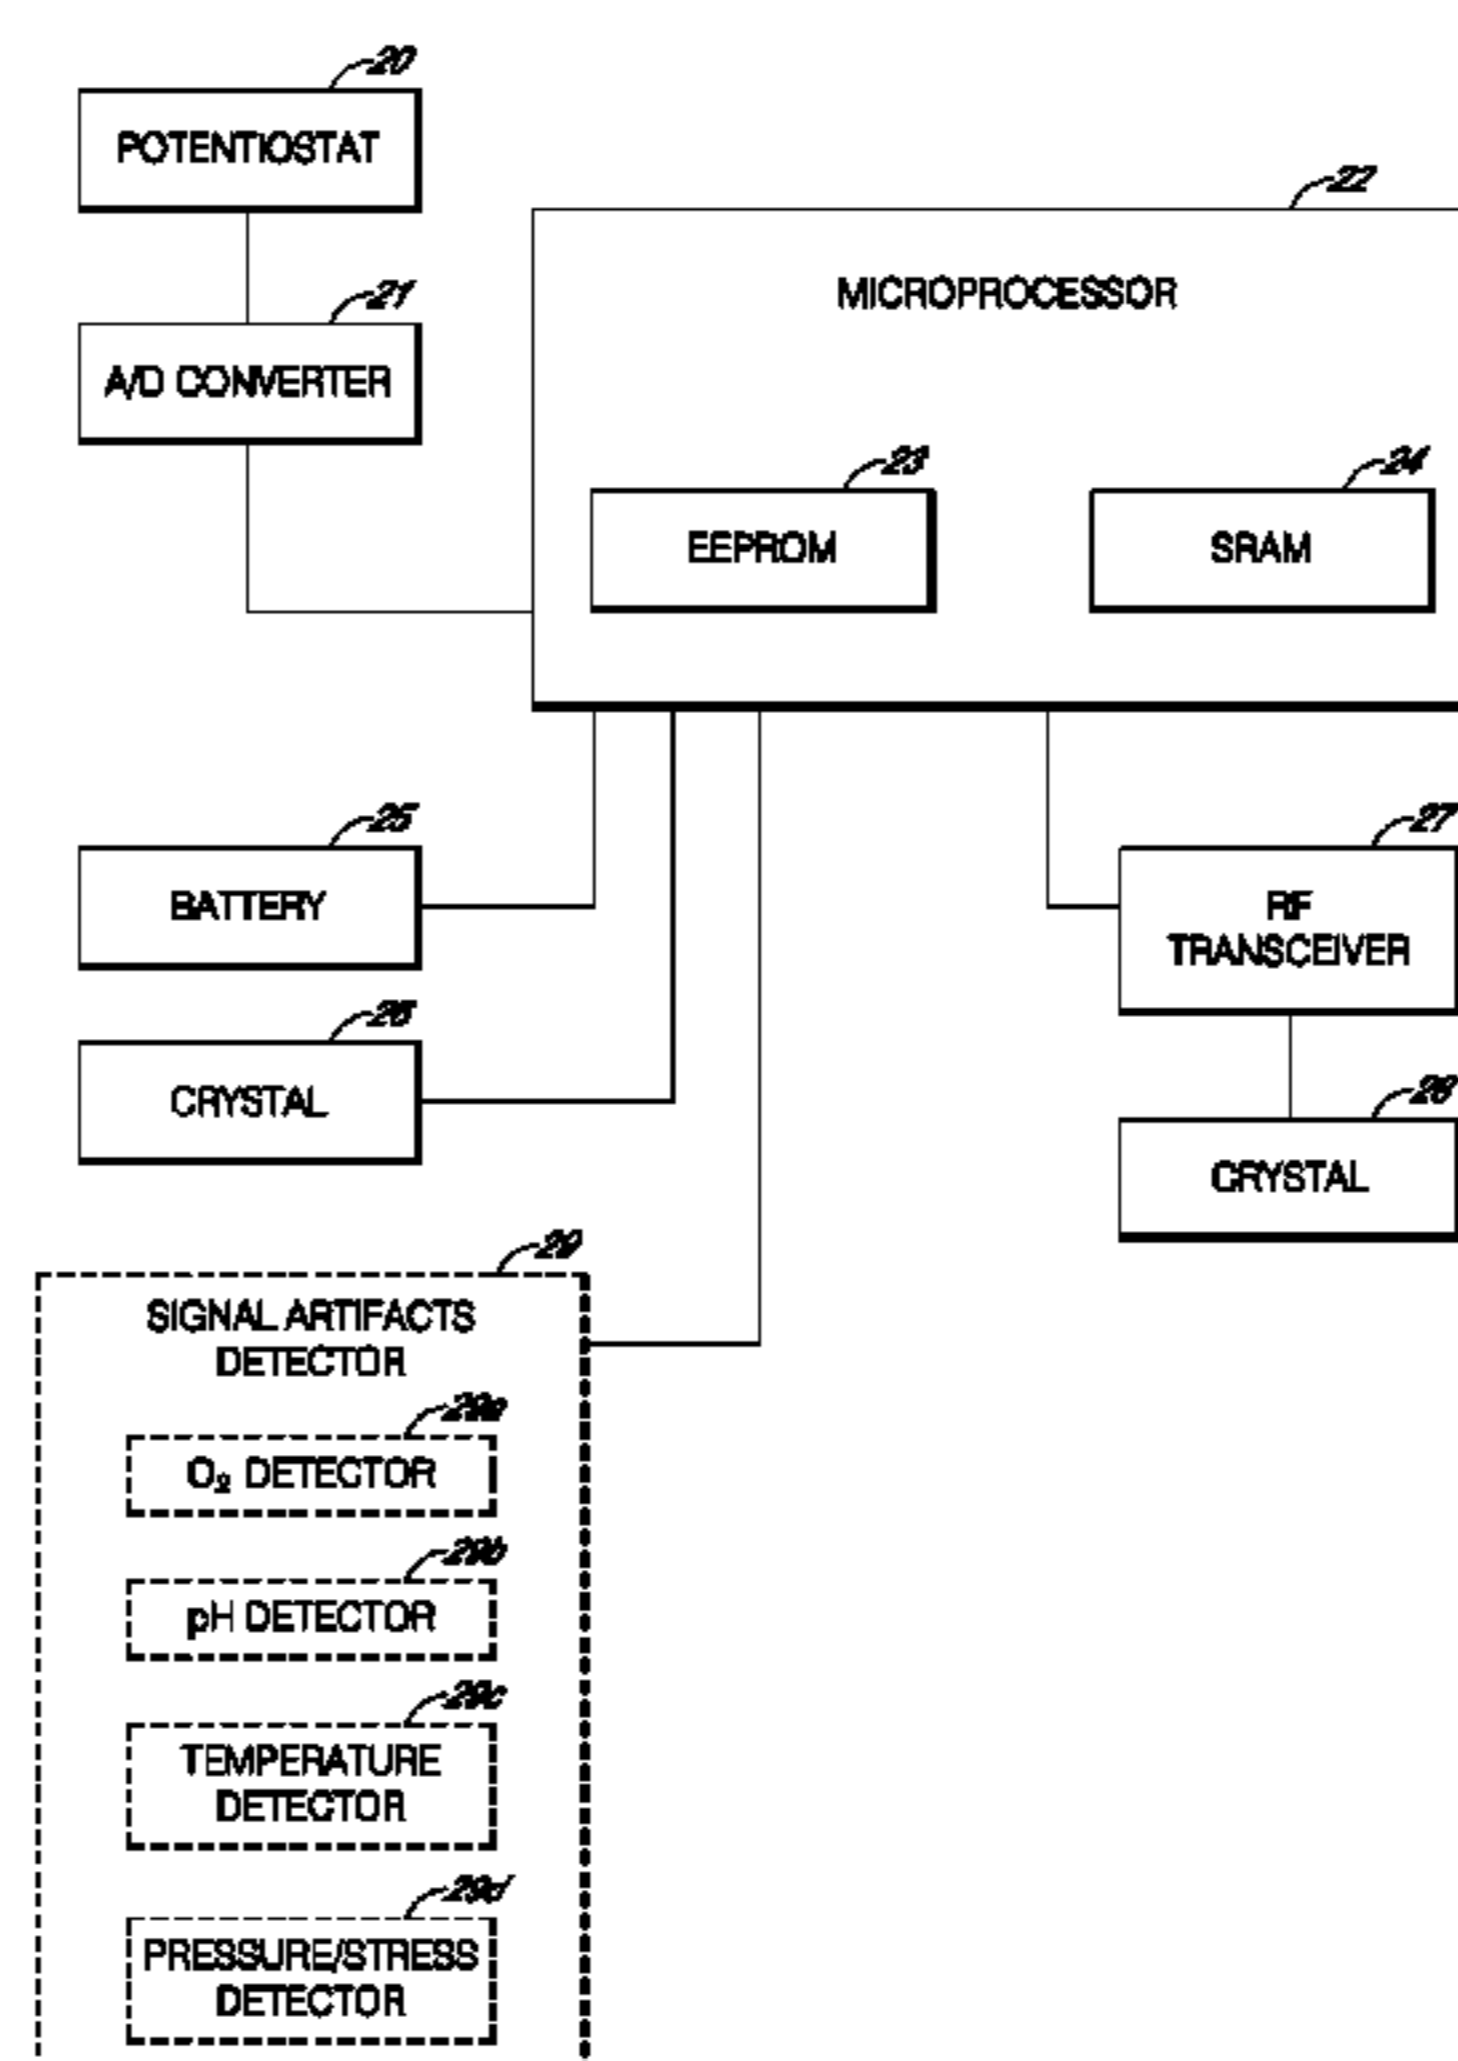 20
POTENTIOSTAT
22
MICROPROCESSOR
21
A/D CONVERTER
23
EEPROM
24
SRAM
25
BATTERY
27
RF
TRANSCEIVER
26
CRYSTAL
28
CRYSTAL
29
SIGNAL ARTIFACTS
DETECTOR
29a
O₂ DETECTOR
29b
pH DETECTOR
29c
TEMPERATURE
DETECTOR
29d
PRESSURE/STRESS
DETECTOR